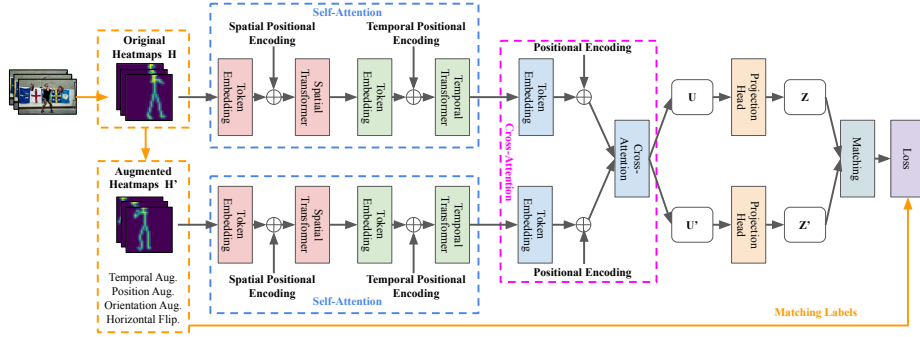 Self-Attention
Original
Heatmaps H
Spatial Positional
Encoding
Temporal Positional
Encoding
Token
Embedding
Spatial
Transformer
Token
Embedding
Temporal
Transformer
Positional Encoding
Token
Embedding
Cross-Attention
Cross-
Attention
U
Projection
Head
Z
Matching
Loss
Augmented
Heatmaps H'
Token
Embedding
Spatial
Transformer
Token
Embedding
Temporal
Transformer
Token
Embedding
U'
Projection
Head
Z'
Spatial Positional
Encoding
Temporal Positional
Encoding
Positional Encoding
Self-Attention
Temporal Aug.
Position Aug.
Orientation Aug.
Horizontal Flip.
Matching Labels